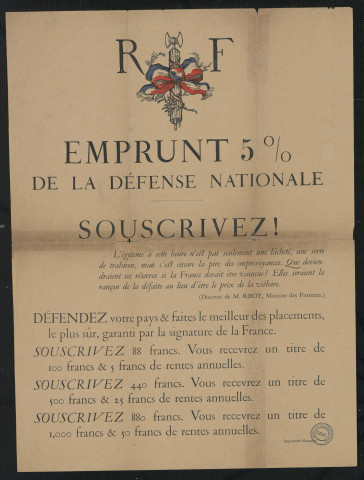 R F
EMPRUNT 5 %
DE LA DÉFENSE NATIONALE
SOUSCRIVEZ!
L'égoïsme à cette heure n'est pas seulement une lâcheté, une sorte
de trahison, mais c'est encore la pire des imprévoyances. Que devien-
draient ses réserves si la France devait être vaincue? Elles seraient la
rançon de la défaite au lieu d'être le prix de la victoire.
(Discours de M. RIBOT, Ministre des Finances.)
DÉFENDEZ votre pays & faites le meilleur des placements,
le plus sûr, garanti par la signature de la France.
SOUSCRIVEZ 88 francs. Vous recevrez un titre de
100 francs & 5 francs de rentes annuelles.
SOUSCRIVEZ 440 francs. Vous recevrez un titre de
500 francs & 25 francs de rentes annuelles.
SOUSCRIVEZ 880 francs. Vous recevrez un titre de
1,000 francs & 50 francs de rentes annuelles.
Imprimerie